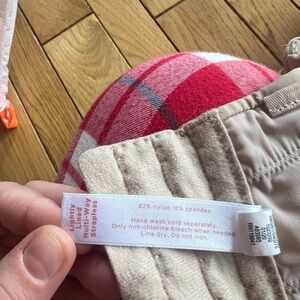 Lightly
Lined
Multi-Way
Strapless
82% nylon 18% spandex
Hand wash cold separately.
Only non-chlorine bleach when needed.
Line dry. Do not iron.